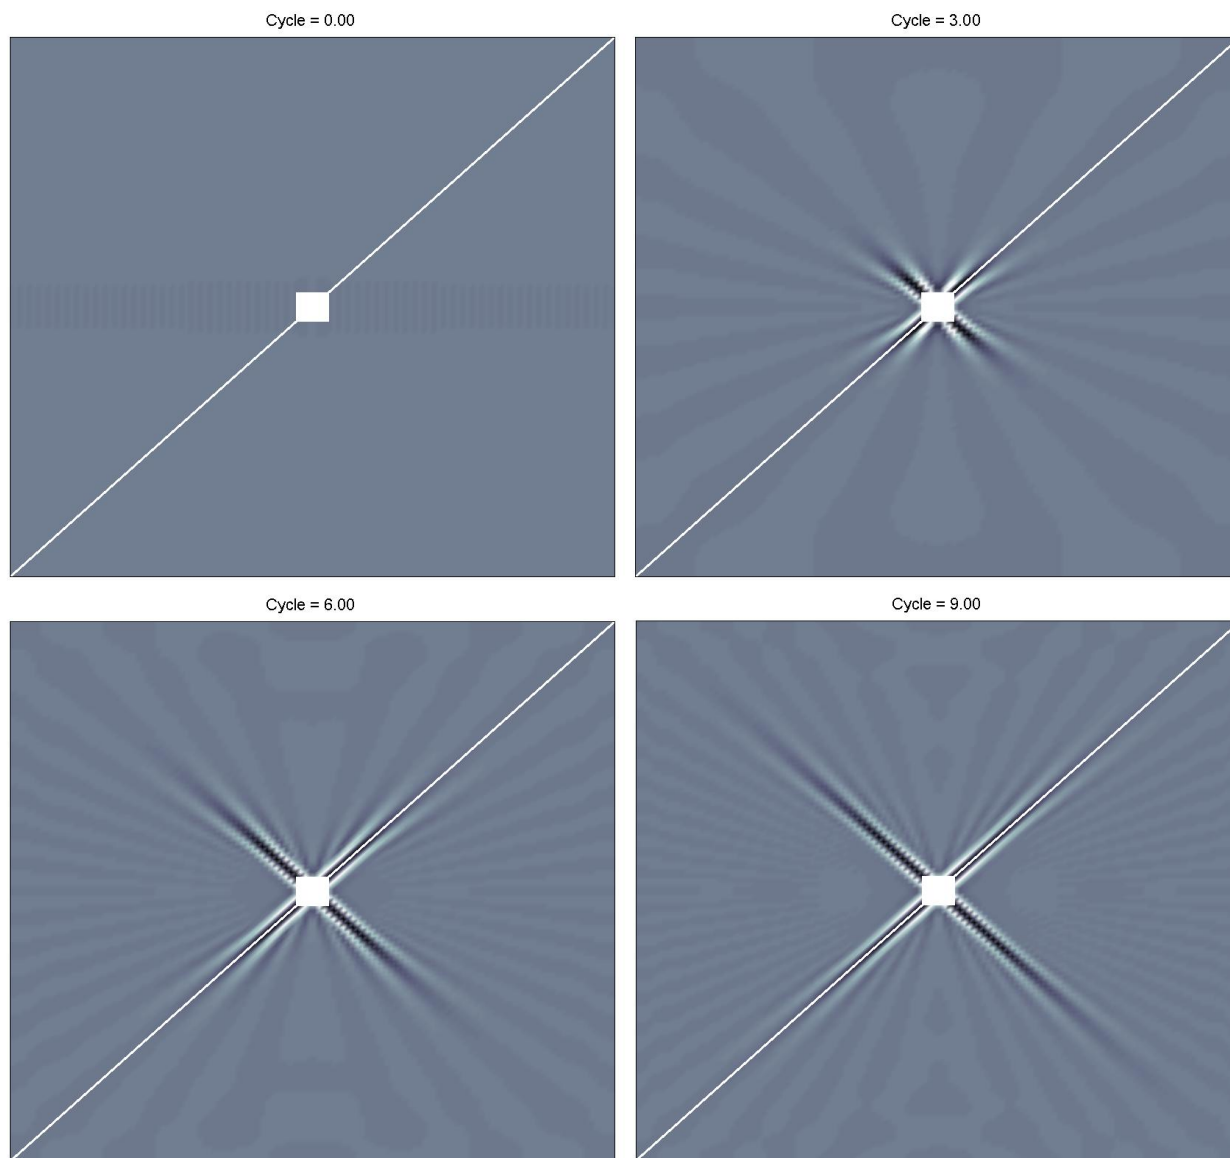 Cycle = 0.00
Cycle = 3.00
Cycle = 6.00
Cycle = 9.00